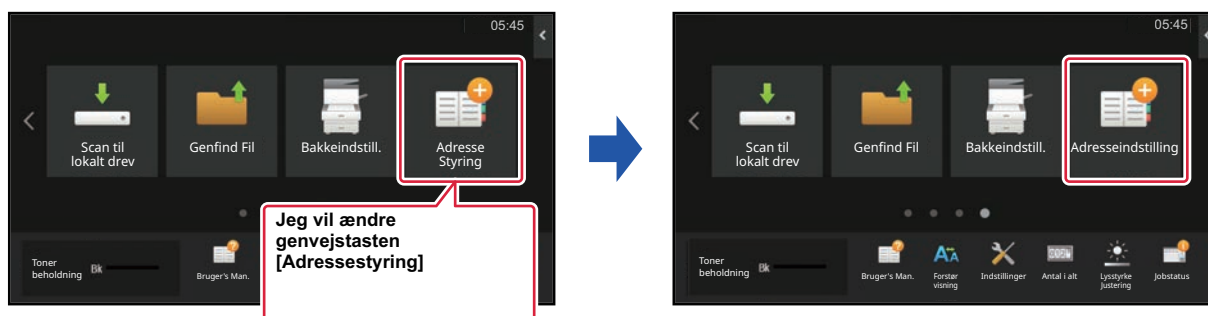 05:45
Scan til
lokalt drev
Genfind Fil
Bakkeindstill.
Adresse
Styring
Jeg vil ændre
genvejstasten
[Adressestyring]
Toner
beholdning
Bk
Bruger's Man.
05:45
Scan til
lokalt drev
Genfind Fil
Bakkeindstill.
Adresseindstilling
Toner
beholdning
Bk
Bruger's Man.
Forstør
visning
Indstillinger
Antal i alt
Lysstyrke
Justering
Jobstatus